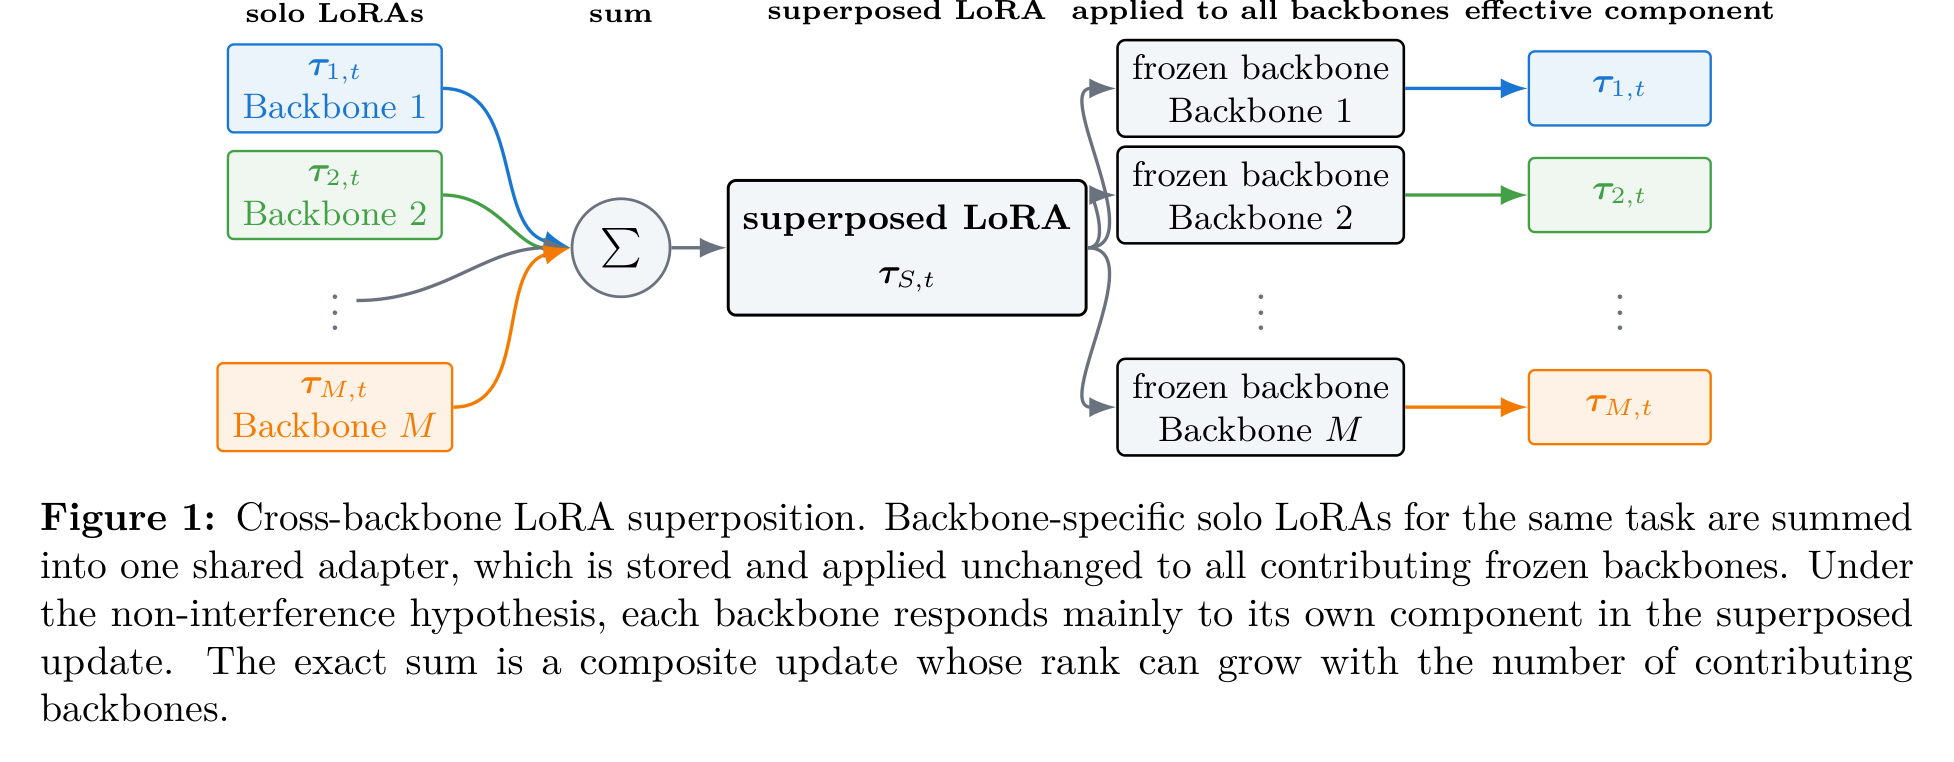 solo LoRAs sum superposed LoRA applied to all backbones effective component
τ1,t
Backbone 1
τ2,t
Backbone 2
⋮
τM,t
Backbone M
∑
superposed LoRA
τS,t
frozen backbone
Backbone 1
frozen backbone
Backbone 2
⋮
frozen backbone
Backbone M
τ1,t
τ2,t
⋮
τM,t
Figure 1: Cross-backbone LoRA superposition. Backbone-specific solo LoRAs for the same task are summed
into one shared adapter, which is stored and applied unchanged to all contributing frozen backbones. Under
the non-interference hypothesis, each backbone responds mainly to its own component in the superposed
update. The exact sum is a composite update whose rank can grow with the number of contributing
backbones.